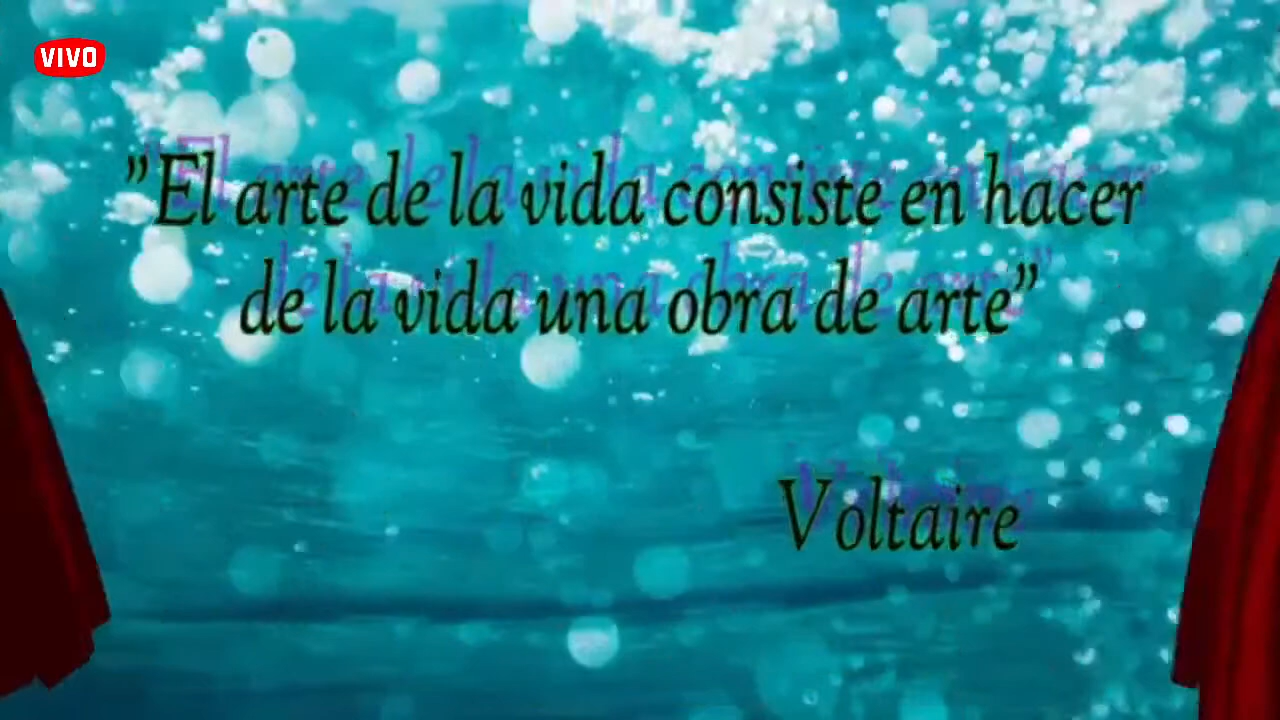 VIVO
"El arte de la vida consiste en hacer
de la vida una obra de arte"
Voltaire